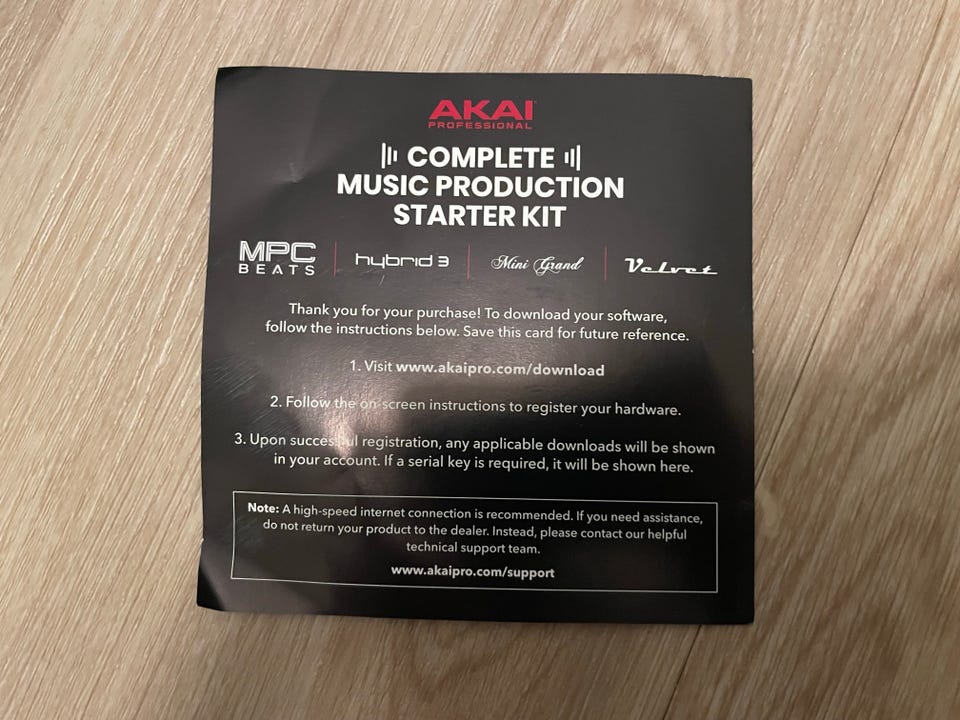 AKAI
PROFESSIONAL
COMPLETE
MUSIC PRODUCTION
STARTER KIT
MPC BEATS hybrid 3 Mini Grand Velvet
Thank you for your purchase! To download your software,
follow the instructions below. Save this card for future reference.
1. Visit www.akaipro.com/download
2. Follow the on-screen instructions to register your hardware.
3. Upon successful registration, any applicable downloads will be shown
in your account. If a serial key is required, it will be shown here.
Note: A high-speed internet connection is recommended. If you need assistance,
do not return your product to the dealer. Instead, please contact our helpful
technical support team.
www.akaipro.com/support